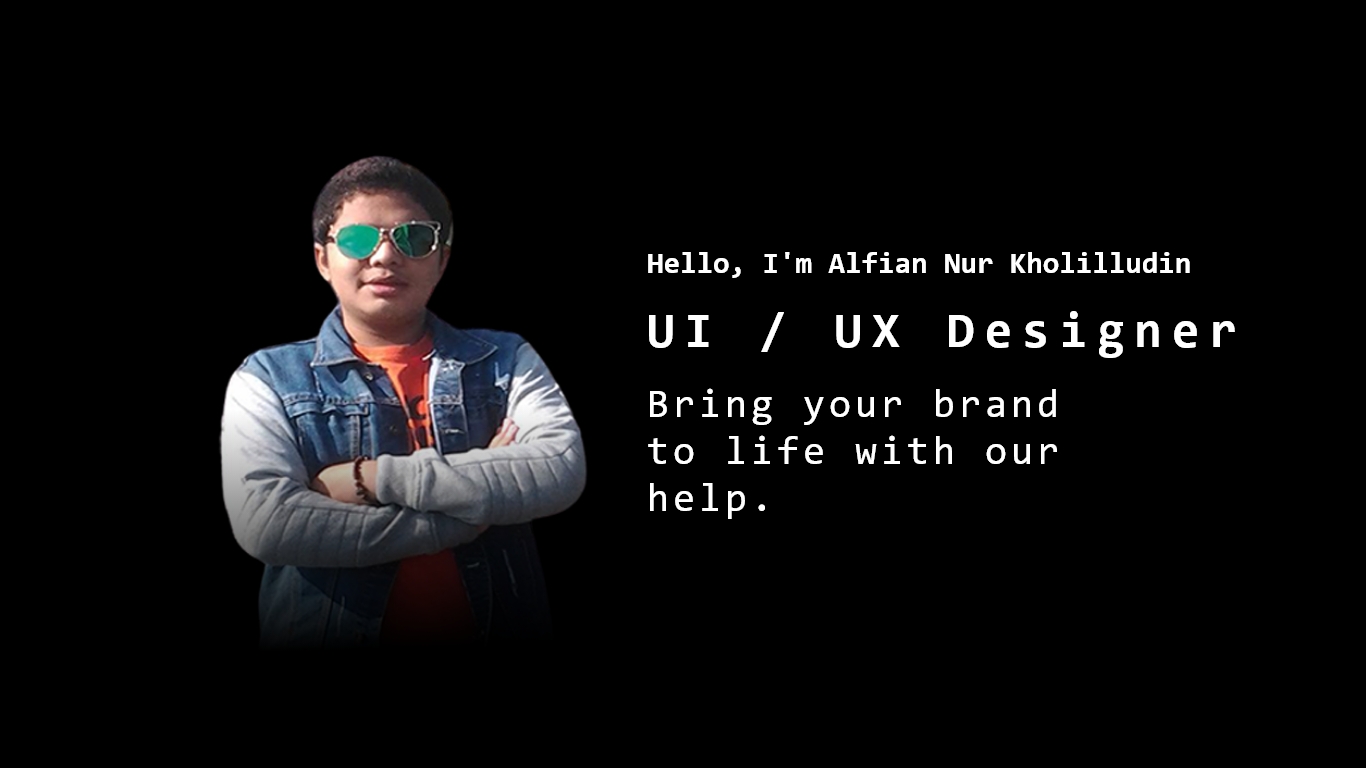 Hello, I'm Alfian Nur Kholilludin
UI / UX Designer
Bring your brand
to life with our
help.